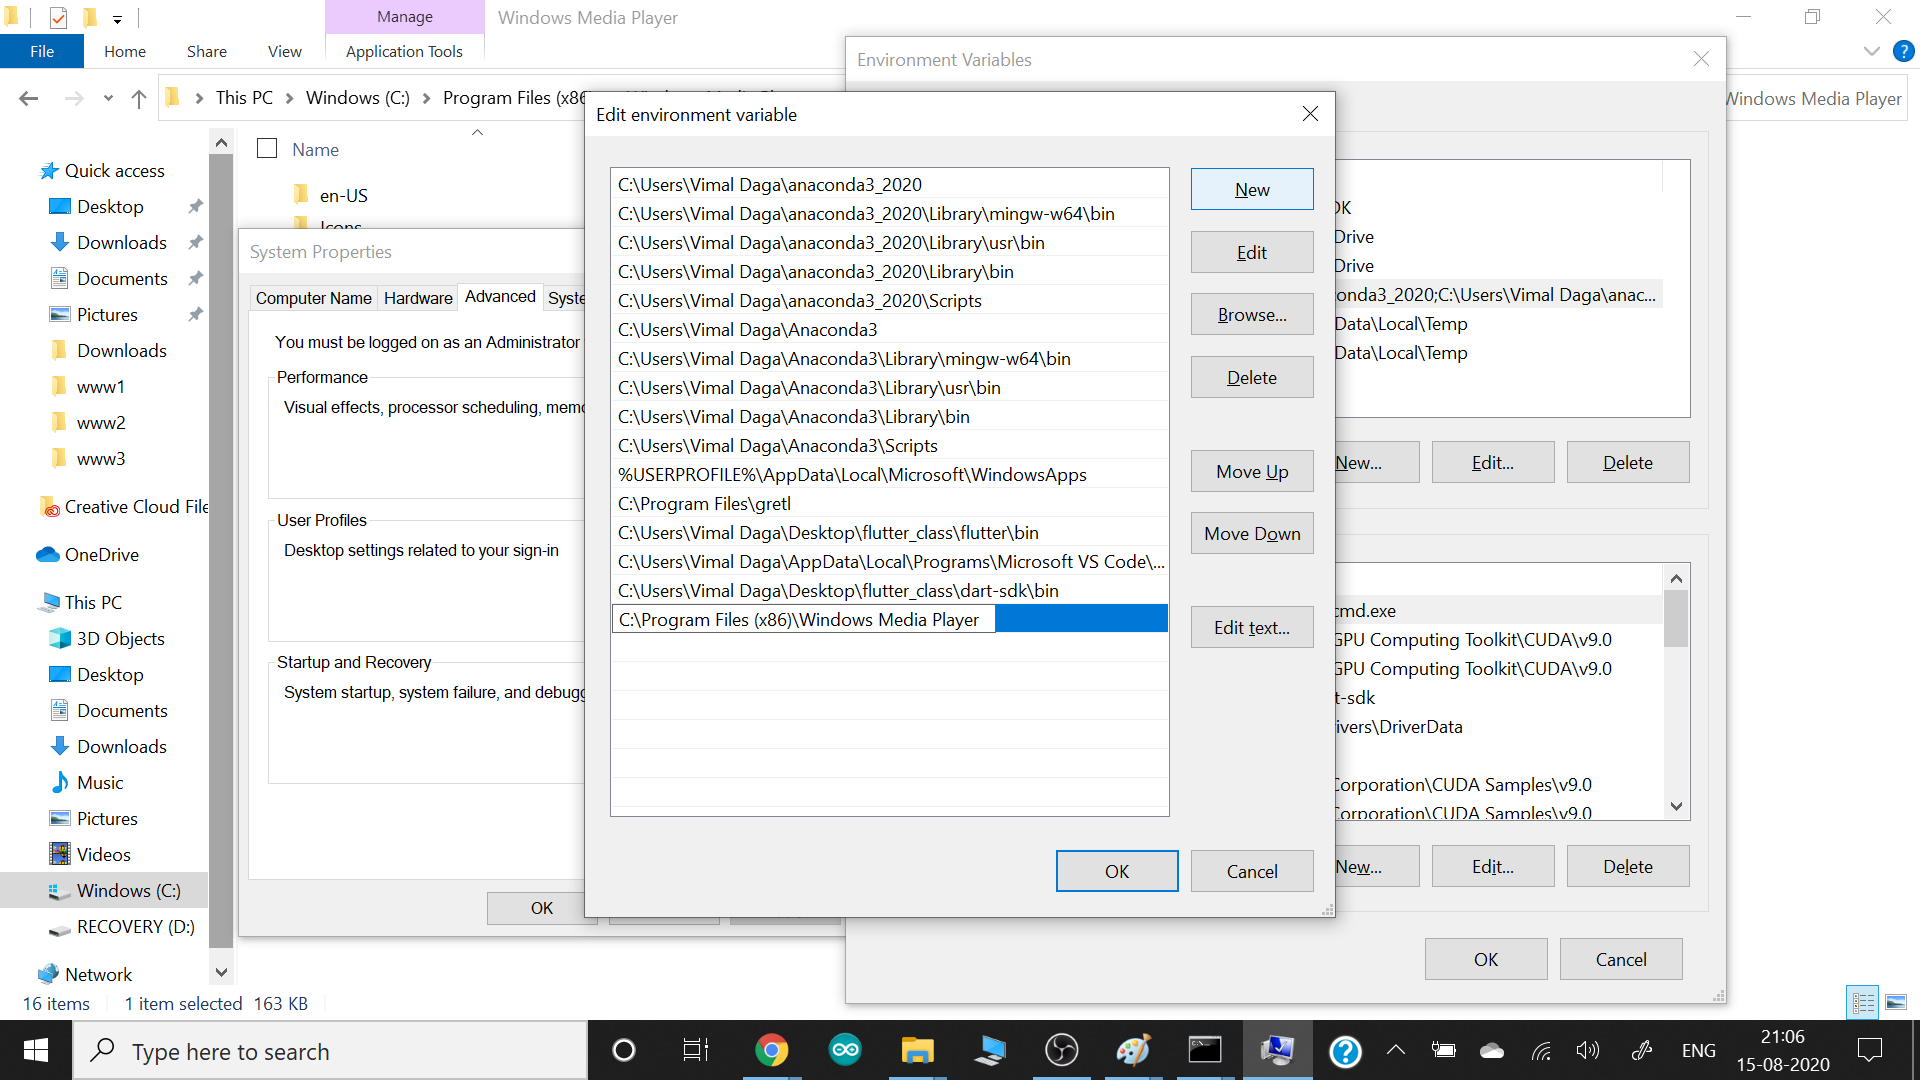 Manage
Windows Media Player
File
Home
Share
View
Application Tools
This PC
Windows (C:)
Program Files (x86
Windows Media Player
Quick access
Desktop
Downloads
Documents
Pictures
Downloads
www1
www2
www3
Creative Cloud File
OneDrive
This PC
3D Objects
Desktop
Documents
Downloads
Music
Pictures
Videos
Windows (C:)
RECOVERY (D:)
Network
16 items
1 item selected 163 KB
Name
en-US
Icons
System Properties
Computer Name
Hardware
Advanced
Syste
You must be logged on as an Administrator
Performance
Visual effects, processor scheduling, memo
User Profiles
Desktop settings related to your sign-in
Startup and Recovery
System startup, system failure, and debugg
OK
Edit environment variable
C:\Users\Vimal Daga\anaconda3_2020
C:\Users\Vimal Daga\anaconda3_2020\Library\mingw-w64\bin
C:\Users\Vimal Daga\anaconda3_2020\Library\usr\bin
C:\Users\Vimal Daga\anaconda3_2020\Library\bin
C:\Users\Vimal Daga\anaconda3_2020\Scripts
C:\Users\Vimal Daga\Anaconda3
C:\Users\Vimal Daga\Anaconda3\Library\mingw-w64\bin
C:\Users\Vimal Daga\Anaconda3\Library\usr\bin
C:\Users\Vimal Daga\Anaconda3\Library\bin
C:\Users\Vimal Daga\Anaconda3\Scripts
%USERPROFILE%\AppData\Local\Microsoft\WindowsApps
C:\Program Files\gretl
C:\Users\Vimal Daga\Desktop\flutter_class\flutter\bin
C:\Users\Vimal Daga\AppData\Local\Programs\Microsoft VS Code\...
C:\Users\Vimal Daga\Desktop\flutter_class\dart-sdk\bin
C:\Program Files (x86)\Windows Media Player
New
Edit
Browse...
Delete
Move Up
Move Down
Edit text...
OK
Cancel
Environment Variables
OK
Drive
Drive
conda3_2020;C:\Users\Vimal Daga\anac...
Data\Local\Temp
Data\Local\Temp
New...
Edit...
Delete
cmd.exe
GPU Computing Toolkit\CUDA\v9.0
GPU Computing Toolkit\CUDA\v9.0
t-sdk
ivers\DriverData
Corporation\CUDA Samples\v9.0
Corporation\CUDA Samples\v9.0
New...
Edit...
Delete
OK
Cancel
Type here to search
ENG
21:06
15-08-2020